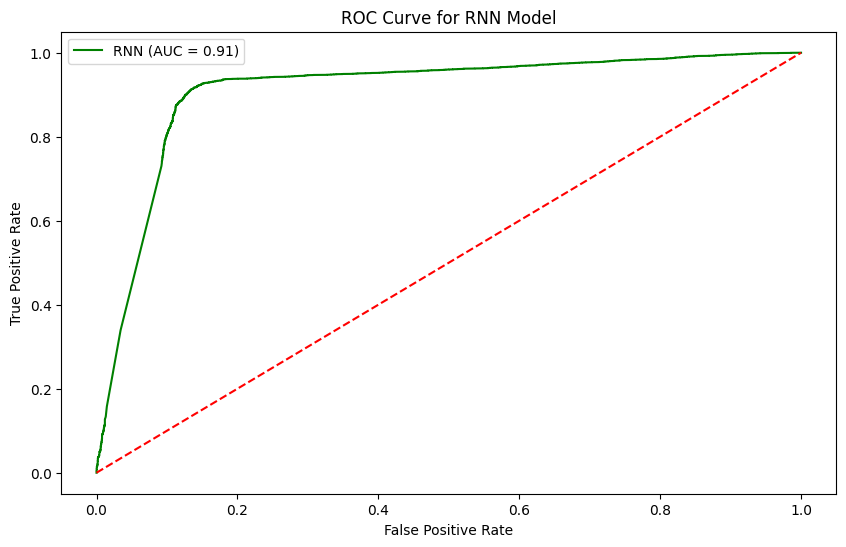 ROC Curve for RNN Model
RNN (AUC = 0.91)
1.0
0.8
0.6
0.4
0.2
0.0
True Positive Rate
0.0 0.2 0.4 0.6 0.8 1.0
False Positive Rate